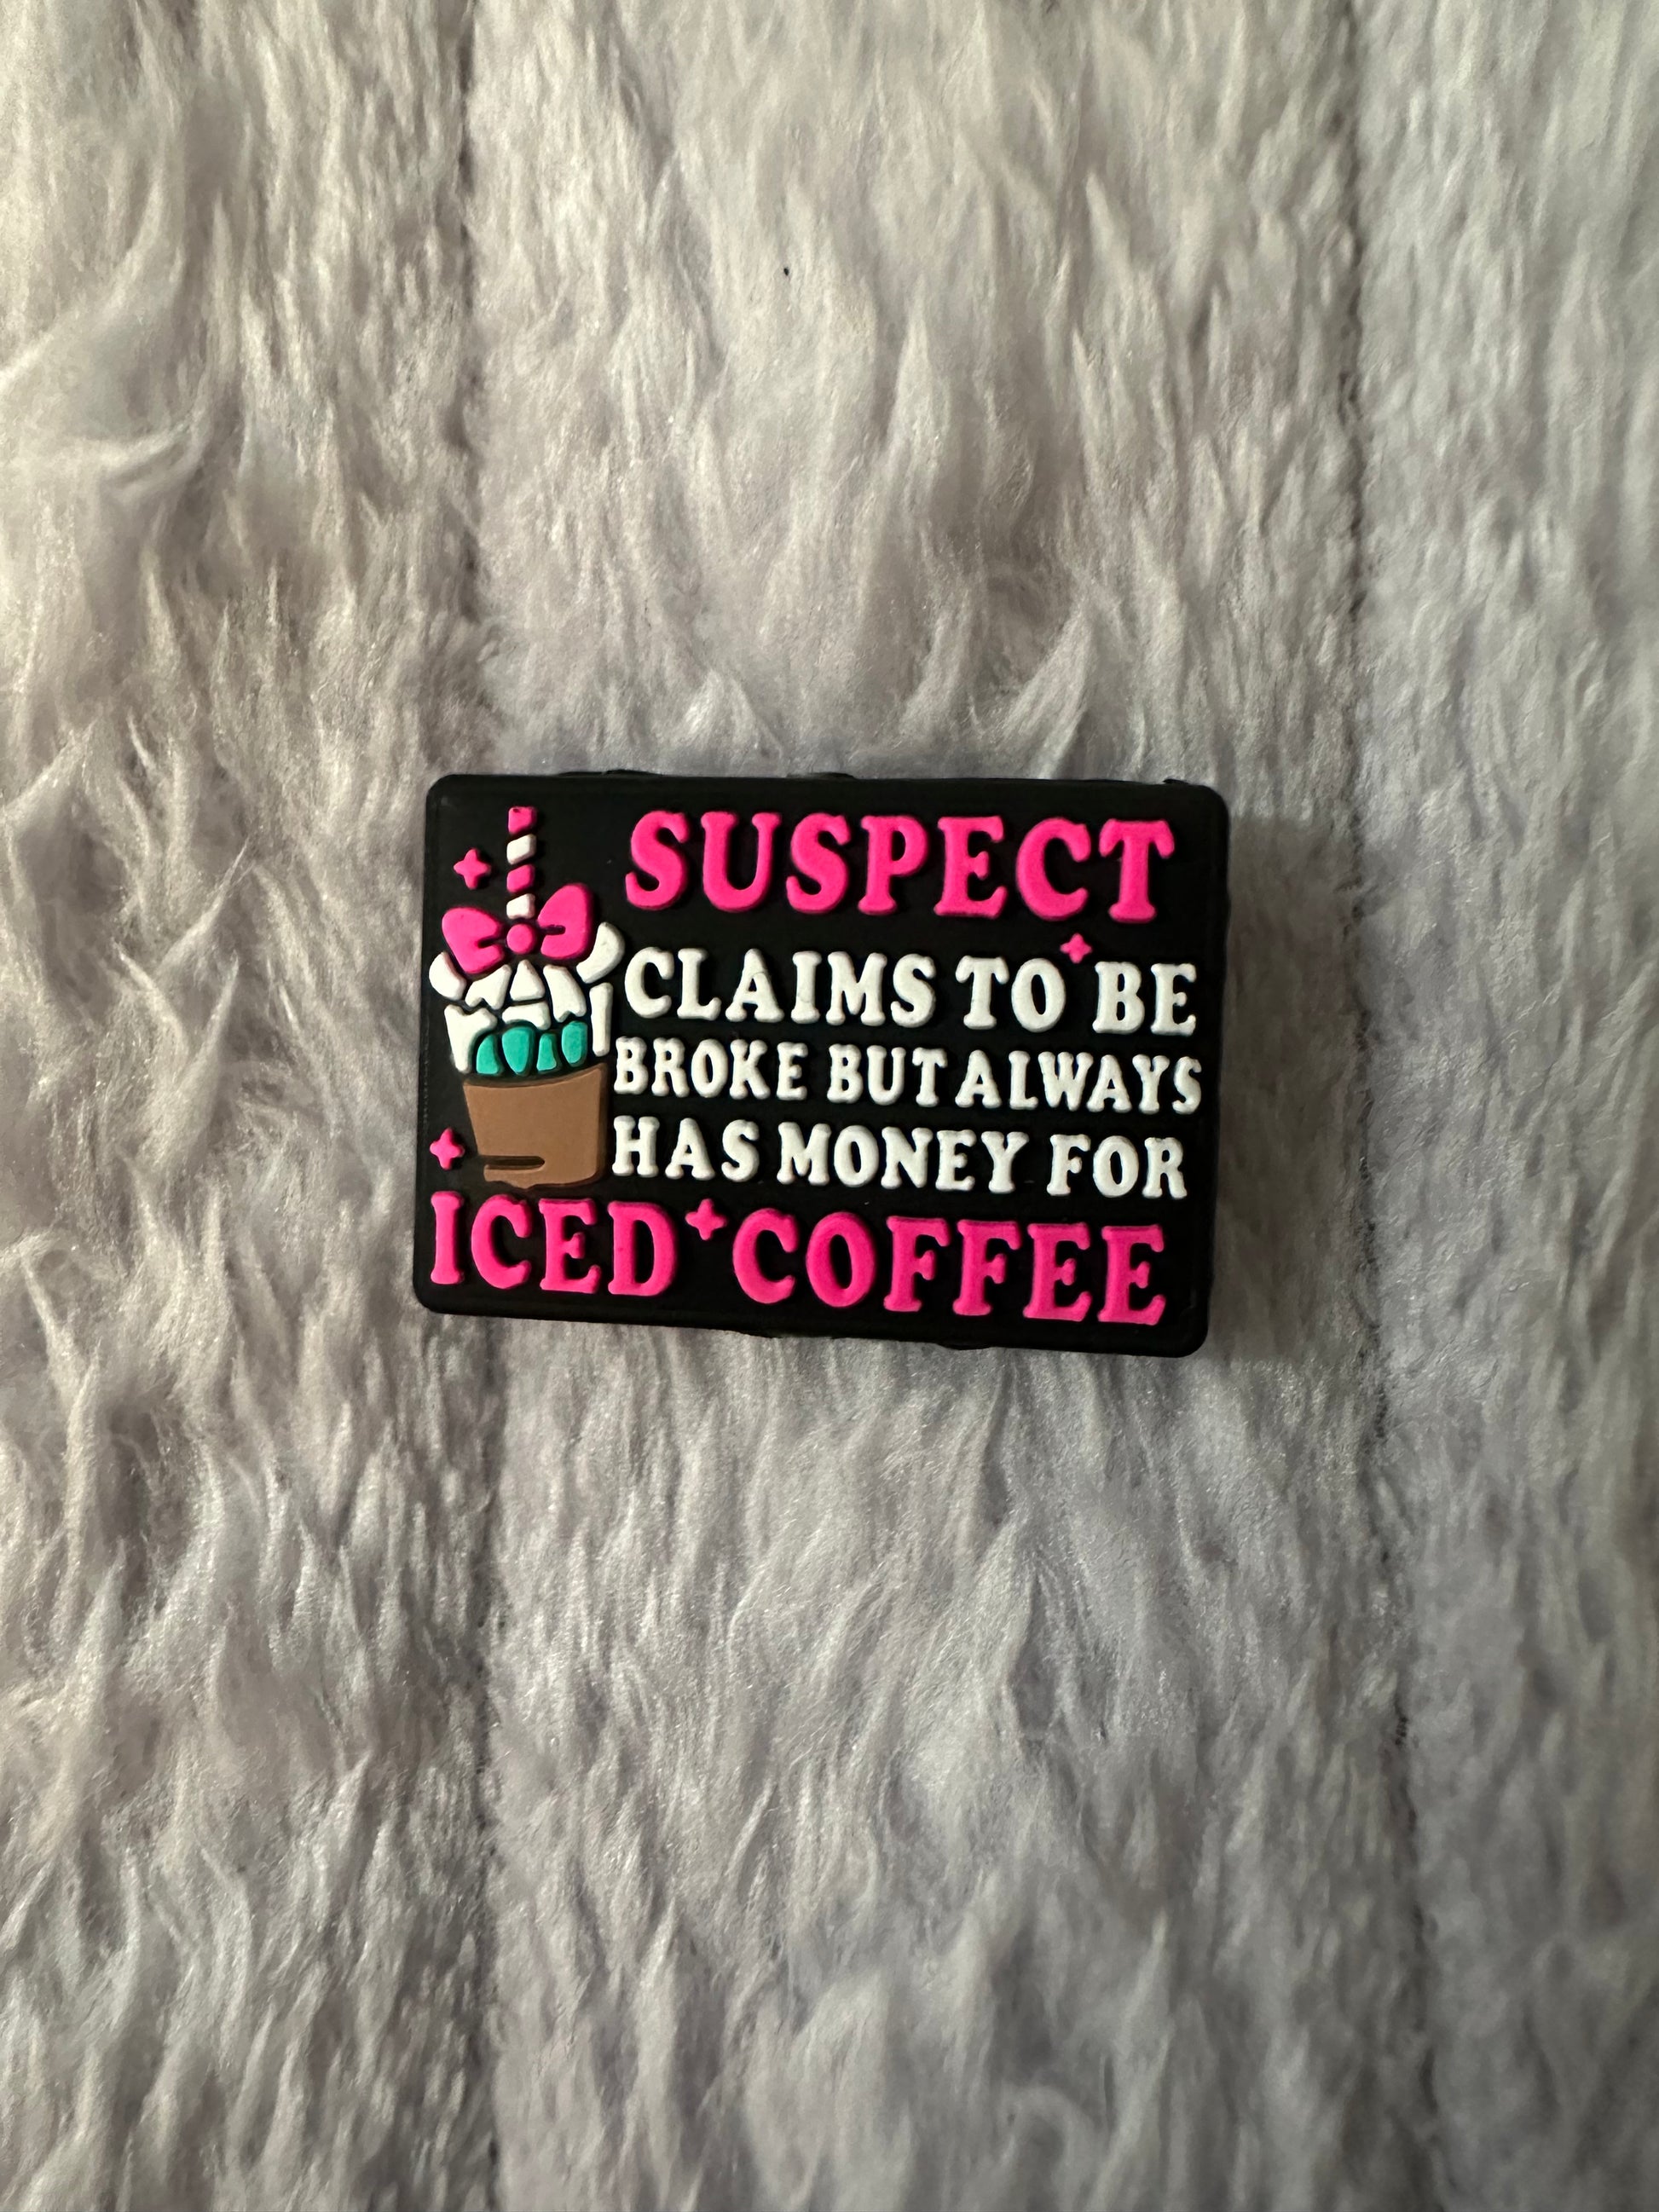 SUSPECT
CLAIMS TO BE
BROKE BUT ALWAYS
HAS MONEY FOR
ICED COFFEE